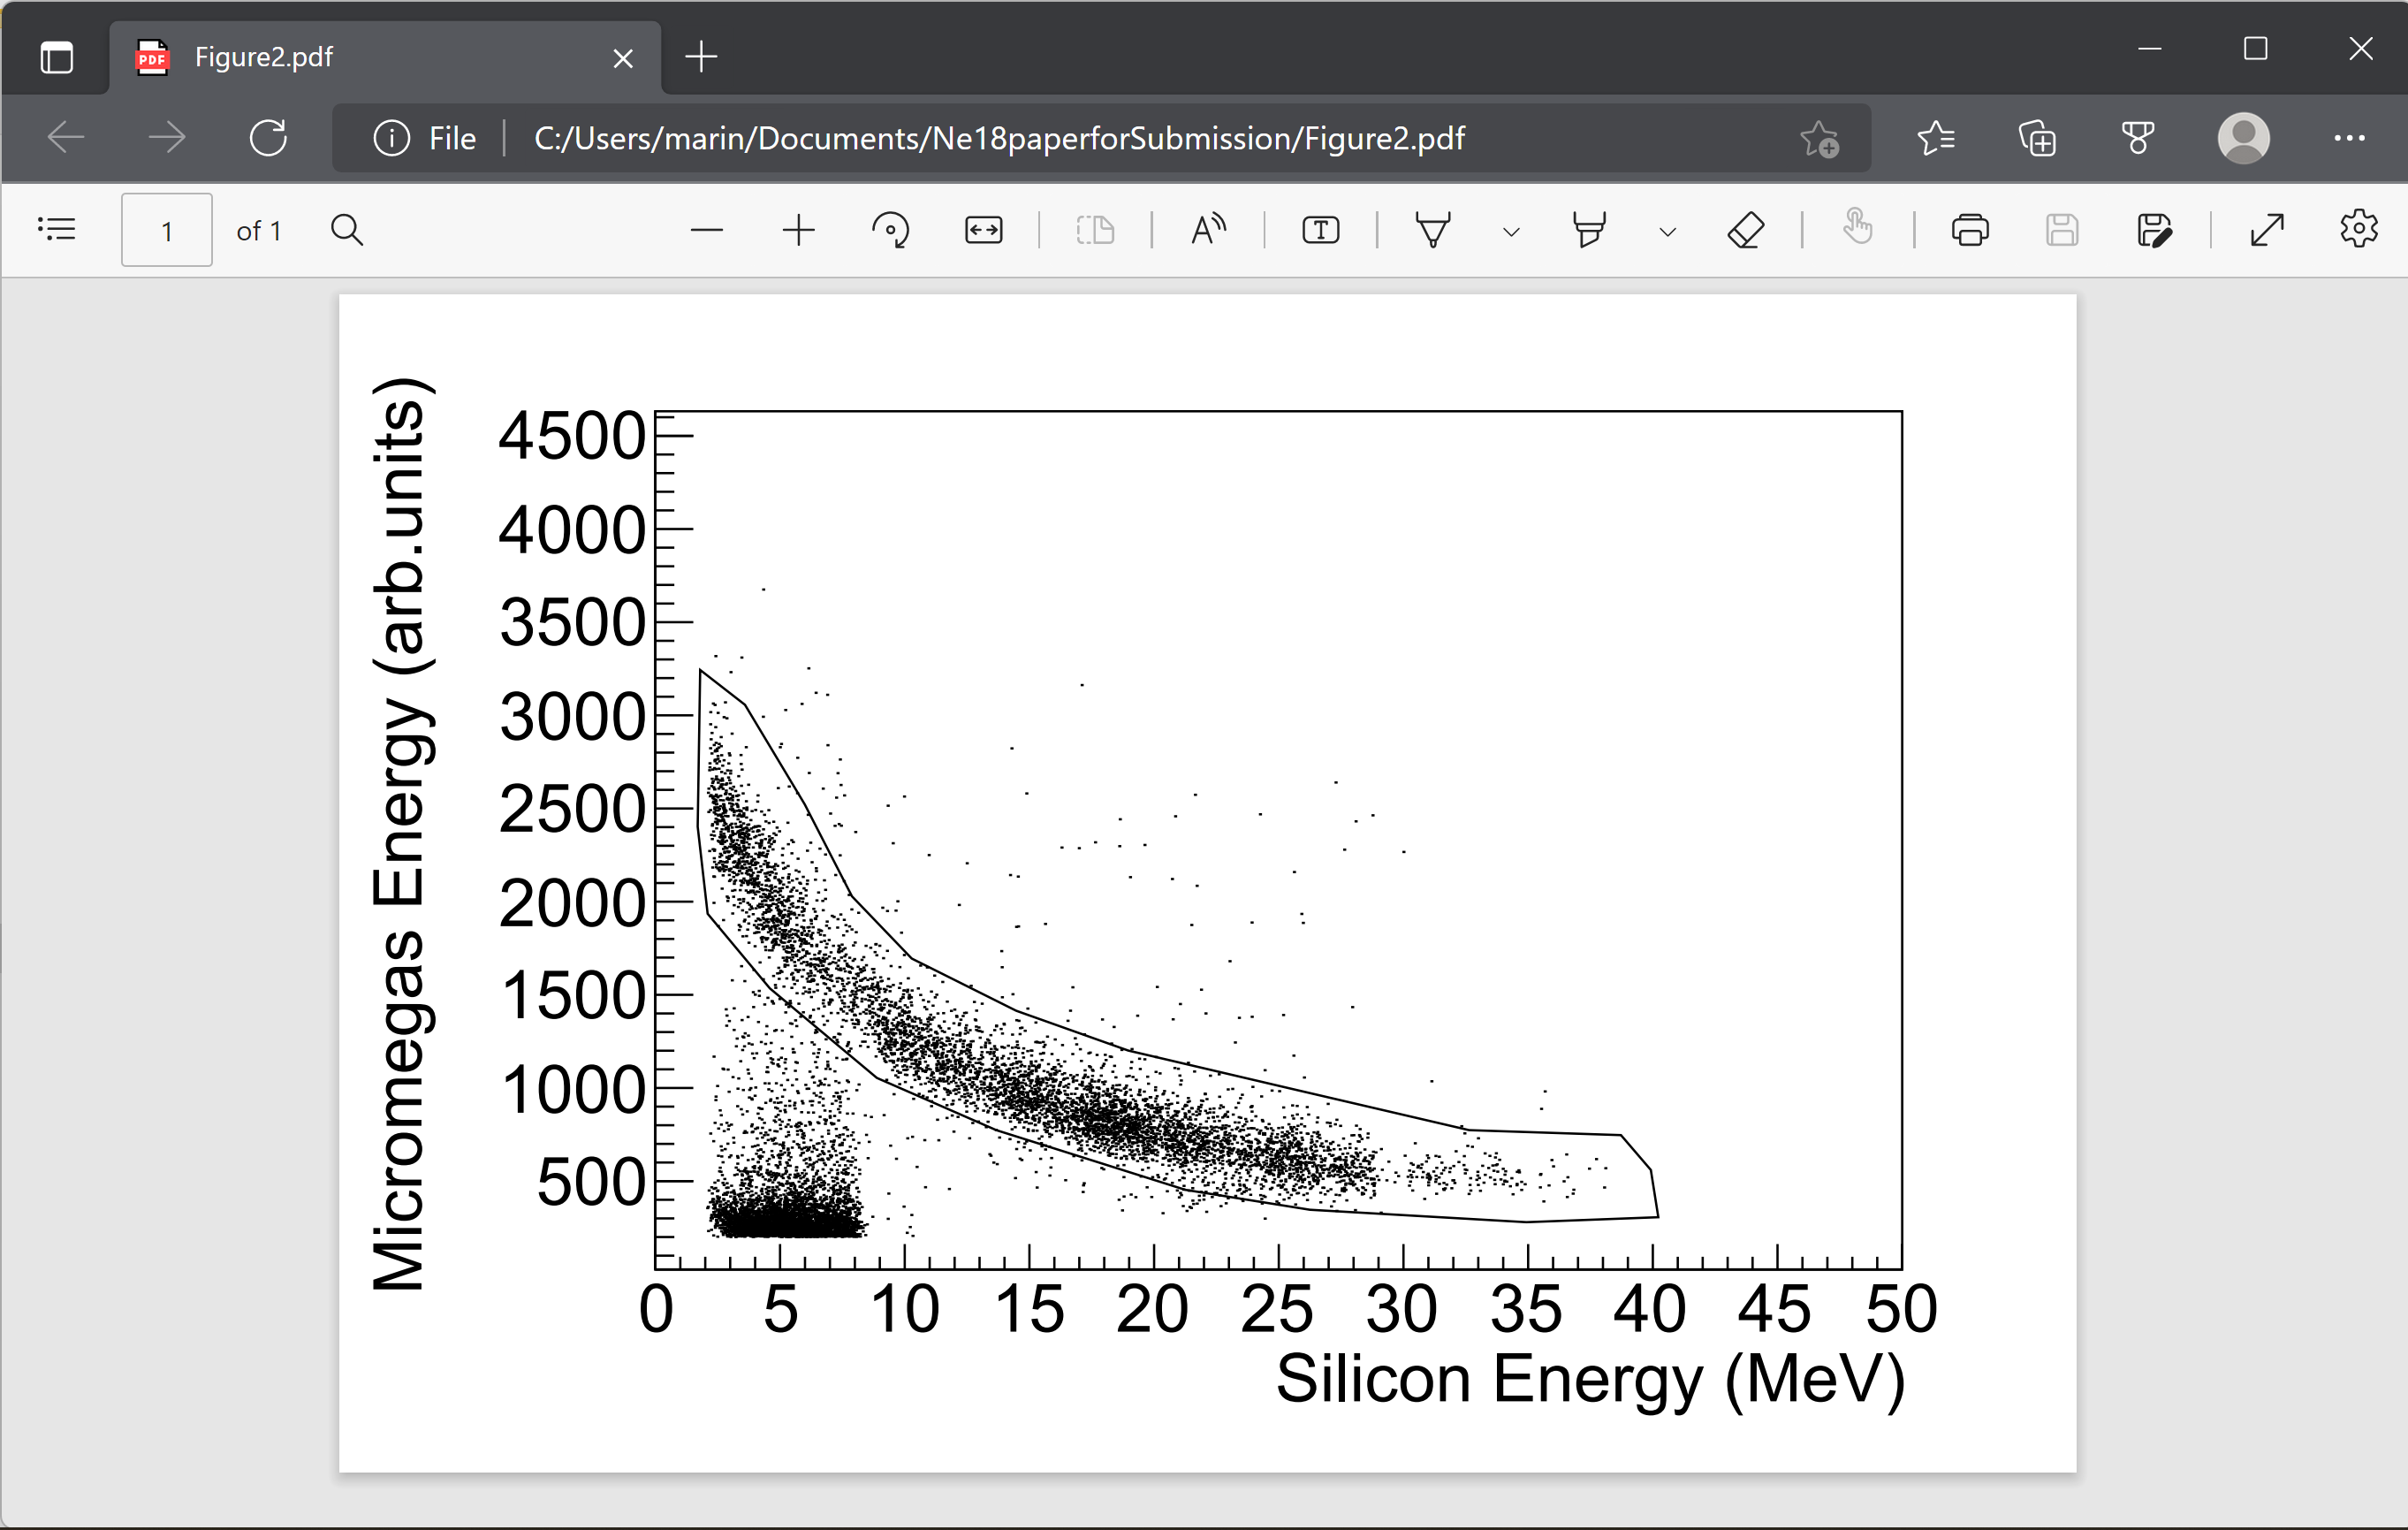 PDF Figure2.pdf
File C:/Users/marin/Documents/Ne18paperforSubmission/Figure2.pdf
1 of 1
Micromegas Energy (arb.units)
4500
4000
3500
3000
2500
2000
1500
1000
500
0 5 10 15 20 25 30 35 40 45 50
Silicon Energy (MeV)